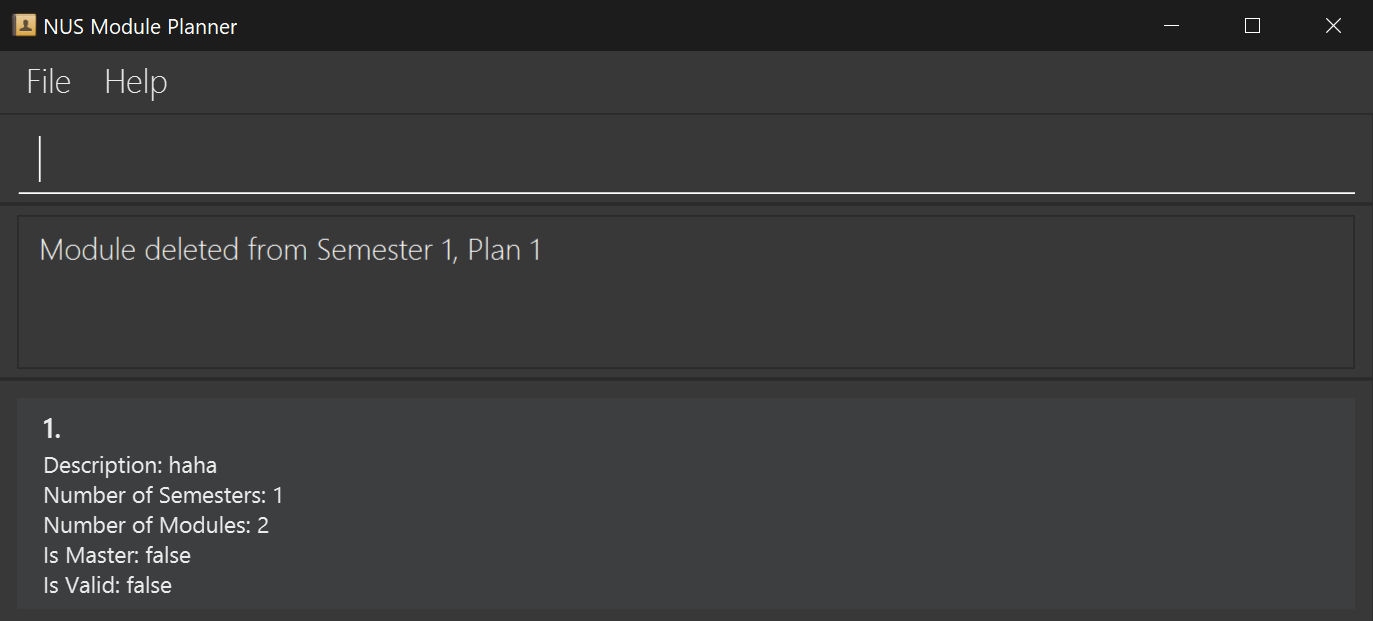 NUS Module Planner
File Help
Module deleted from Semester 1, Plan 1
1.
Description: haha
Number of Semesters: 1
Number of Modules: 2
Is Master: false
Is Valid: false